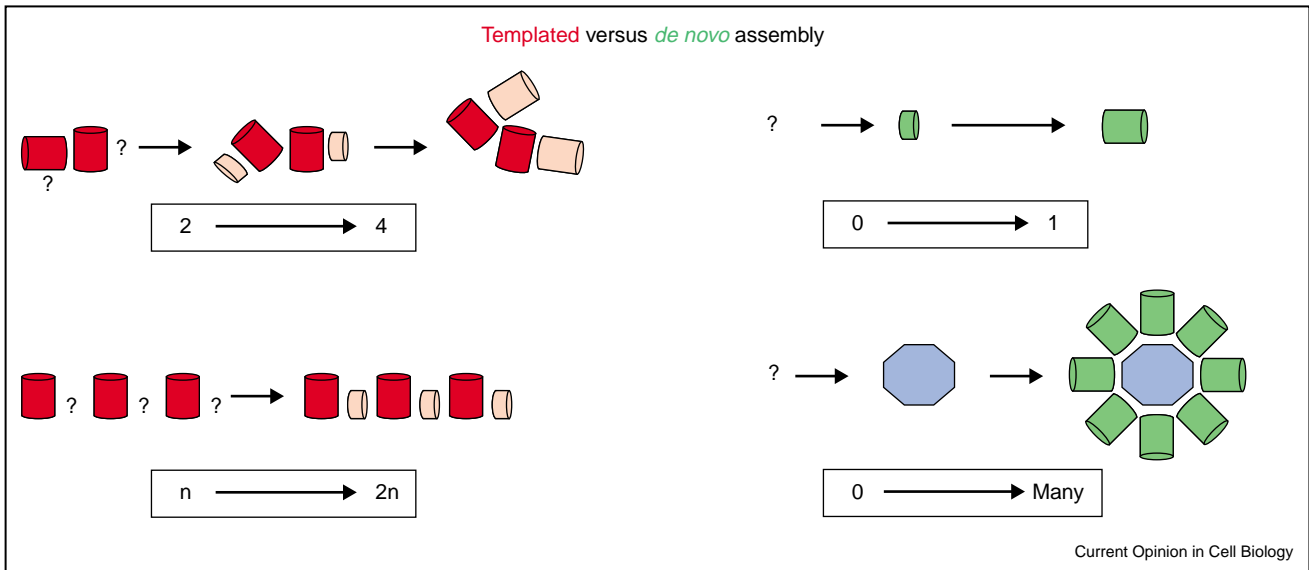 Templated versus de novo assembly
? ?
2 4
? ? ?
n 2n
?
0 1
?
0 Many
Current Opinion in Cell Biology